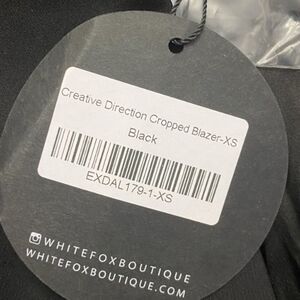 Creative Direction Cropped Blazer-XS
Black
EXDAL179-1-XS
WHITEFOXBOUTIQUE
WHITEFOXBOUTIQUE.COM